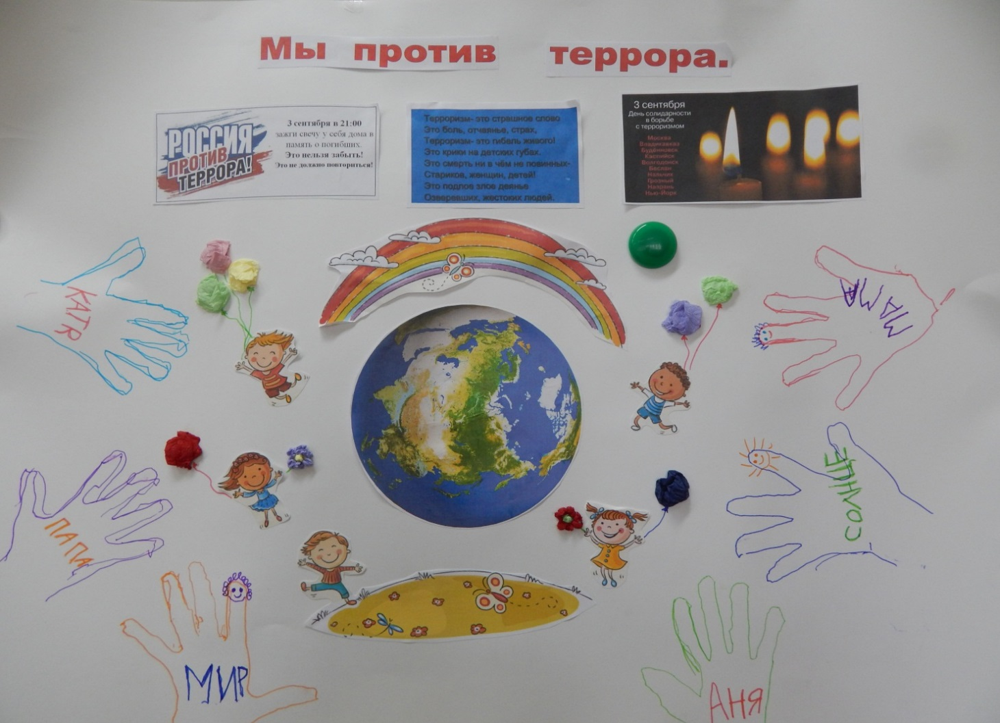 Мы против террора.
РОССИЯ
ПРОТИВ
ТЕРРОРА!
3 сентября в 21:00
зажги свечу у себя дома в
память о погибших.
Это нельзя забыть!
Это не должно повториться!
Терроризм- это страшное слово
Это боль, отчаянье, страх,
Терроризм- это гибель живого!
Это крики на детских губах.
Это смерть ни в чём не повинных-
Стариков, женщин, детей!
Это подлое злое деянье
Озверевших, жестоких людей.
3 сентября
День солидарности
в борьбе
с терроризмом
Москва
Владикавказ
Будённовск
Каспийск
Волгодонск
Беслан
Нальчик
Грозный
Назрань
Нью-Йорк
КАТЯ
МАМА
ПАПА
СОЛНЦЕ
МИР
АНЯ